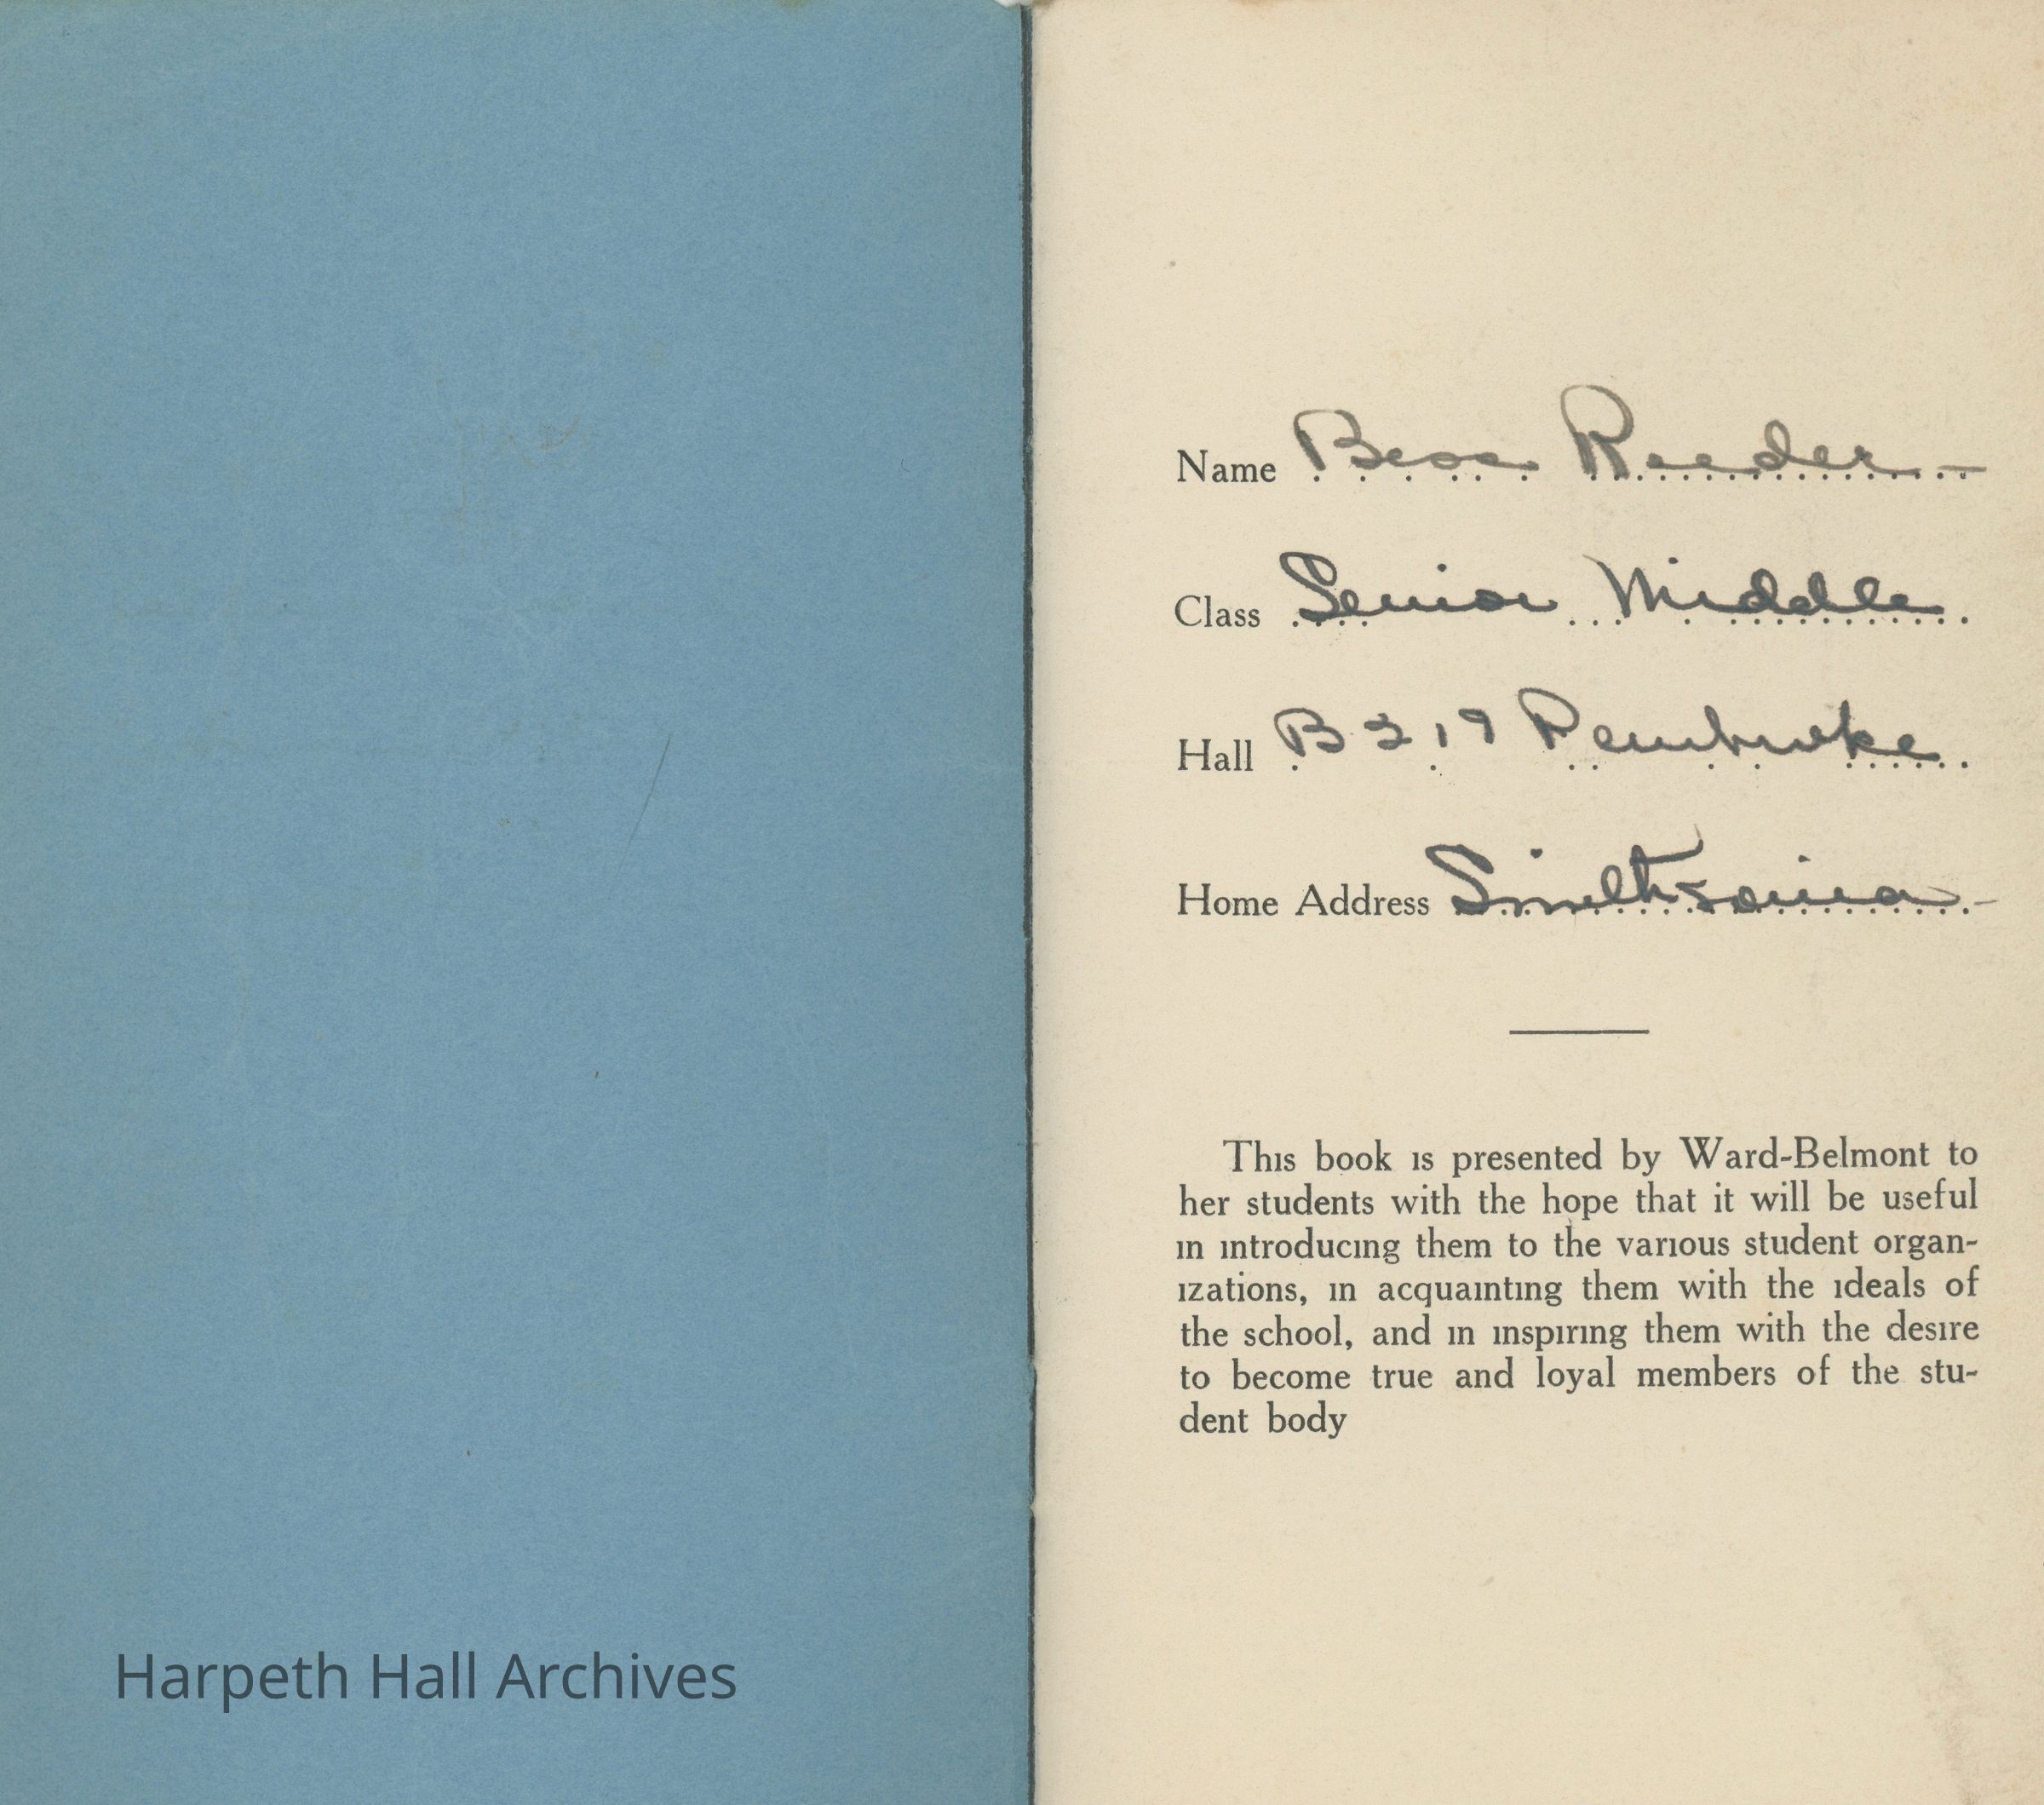 Name Bess Reeder
Class Senior Middle
Hall B 219 Pembroke
Home Address Smithsonia
This book is presented by Ward-Belmont to
her students with the hope that it will be useful
in introducing them to the various student organ-
izations, in acquainting them with the ideals of
the school, and in inspiring them with the desire
to become true and loyal members of the stu-
dent body
Harpeth Hall Archives